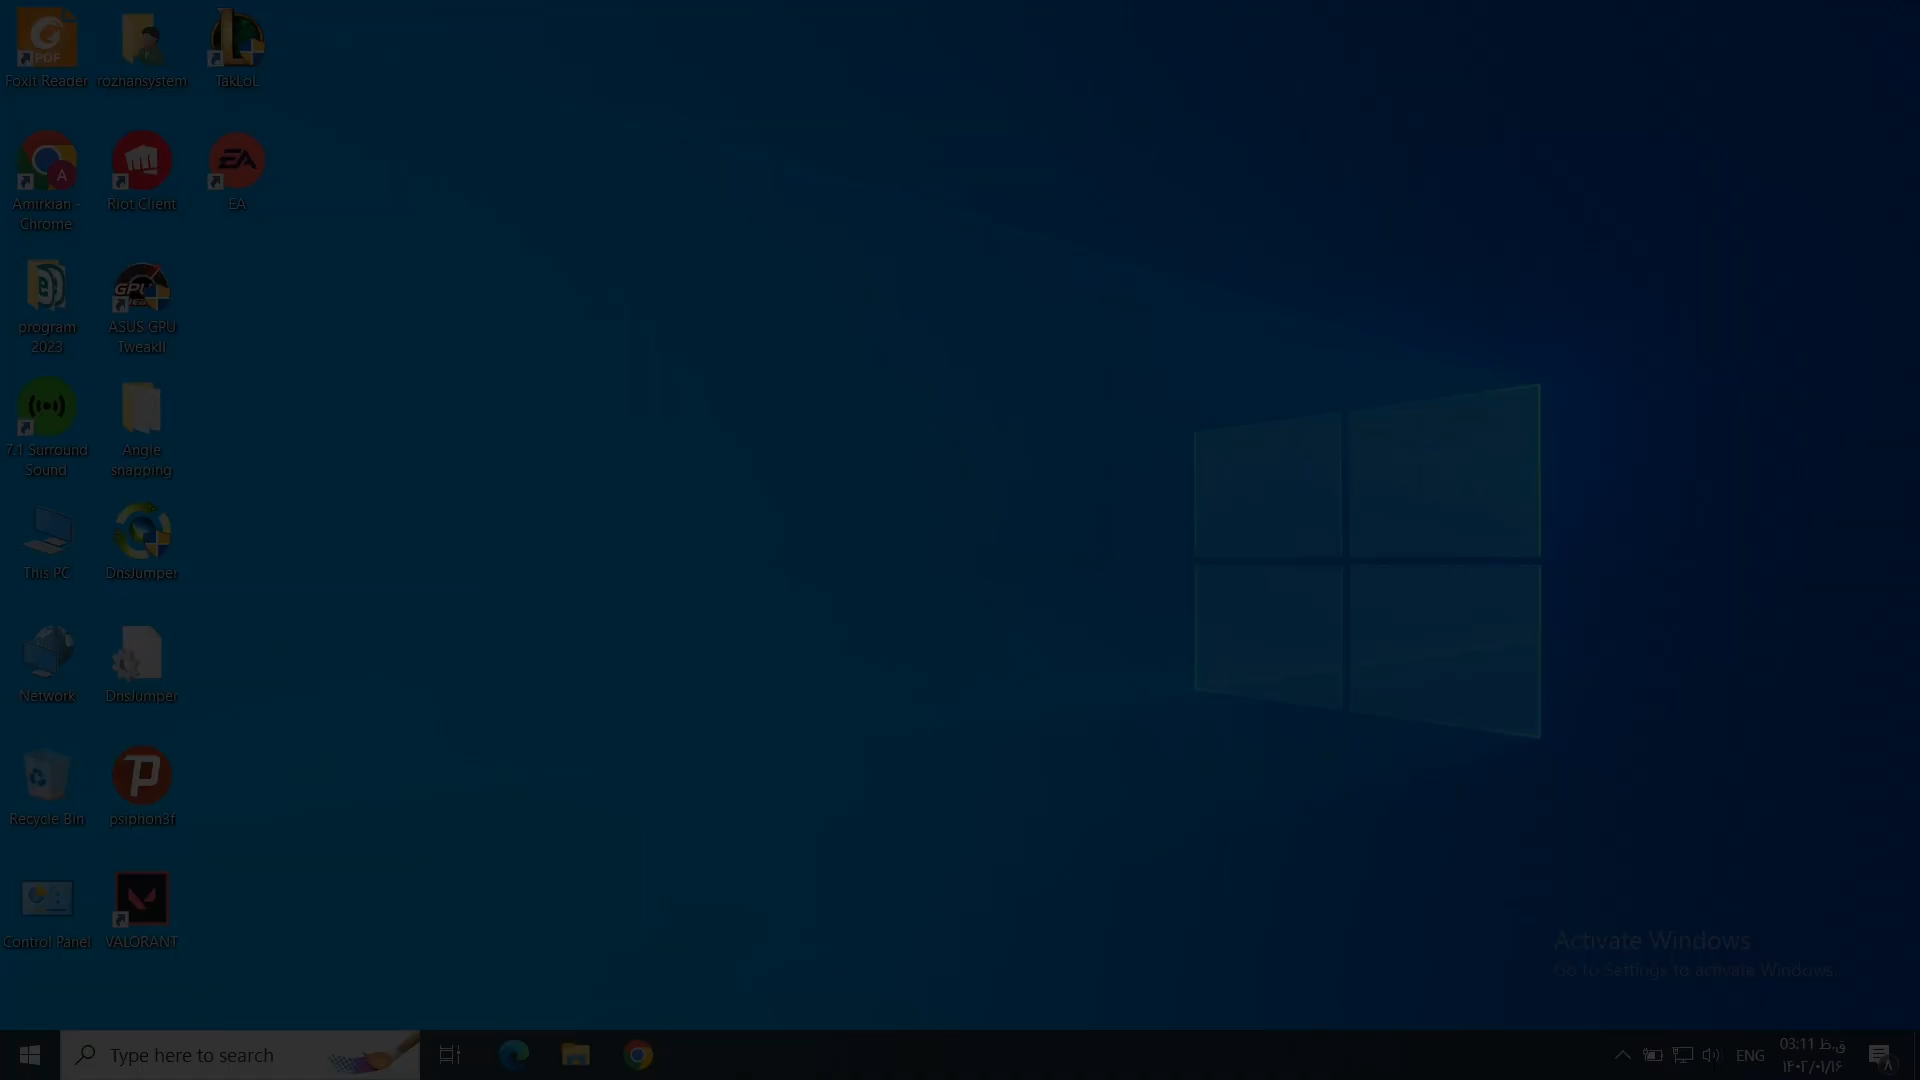 Foxit Reader
roznansystem
TakLoL
Amirkian -
Chrome
Riot Client
EA
program
2023
ASUS GPU
TweakII
7.1 Surround
Sound
Angle
snapping
This PC
DnsJumper
Network
DnsJumper
Recycle Bin
psiphon3f
Control Panel
VALORANT
Activate Windows
Go to Settings to activate Windows.
Type here to search
ENG
03:11 ق.ظ
۱۴۰۲/۰۱/۱۶